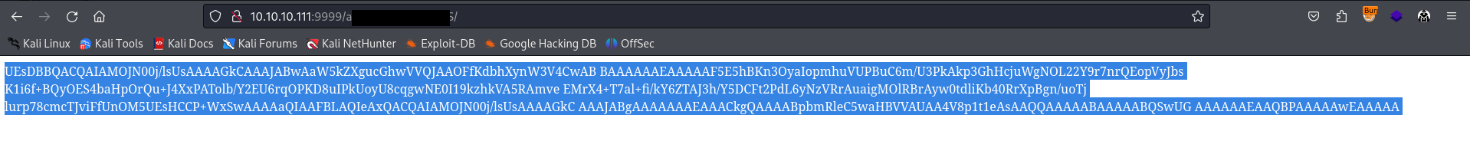 10.10.10.111:9999/a 5/
Kali Linux Kali Tools Kali Docs Kali Forums Kali NetHunter Exploit-DB Google Hacking DB OffSec
UEsDBBQACQAIAMOJN00j/lsUsAAAAGkCAAAJABwAaW5kZXgucGhwVVQJAAOFfKdbhXynW3V4CwAB BAAAAAAEAAAAAF5E5hBKn3OyaIopmhuVUPBuC6m/U3PkAkp3GhHcjuWgNOL22Y9r7nrQEopVyJbs
K1i6f+BQyOES4baHpOrQu+J4XxPATolb/Y2EU6rqOPKD8uIPkUoyU8cqgwNE0I19kzhkVA5RAmve EMrX4+T7al+fi/kY6ZTAJ3h/Y5DCFt2PdL6yNzVRrAuaigMOlRBrAyw0tdliKb40RrXpBgn/uoTj
lurp78cmcTJviFfUnOM5UEsHCCP+WxSwAAAAaQIAAFBLAQIeAxQACQAIAMOJN00j/lsUsAAAAGkC AAAJABgAAAAAAAEAAACkgQAAAABpbmRleC5waHBVVAUAA4V8p1t1eAsAAQQAAAAABAAAAABQSwUG AAAAAAEAAQBPAAAAAwEAAAAA